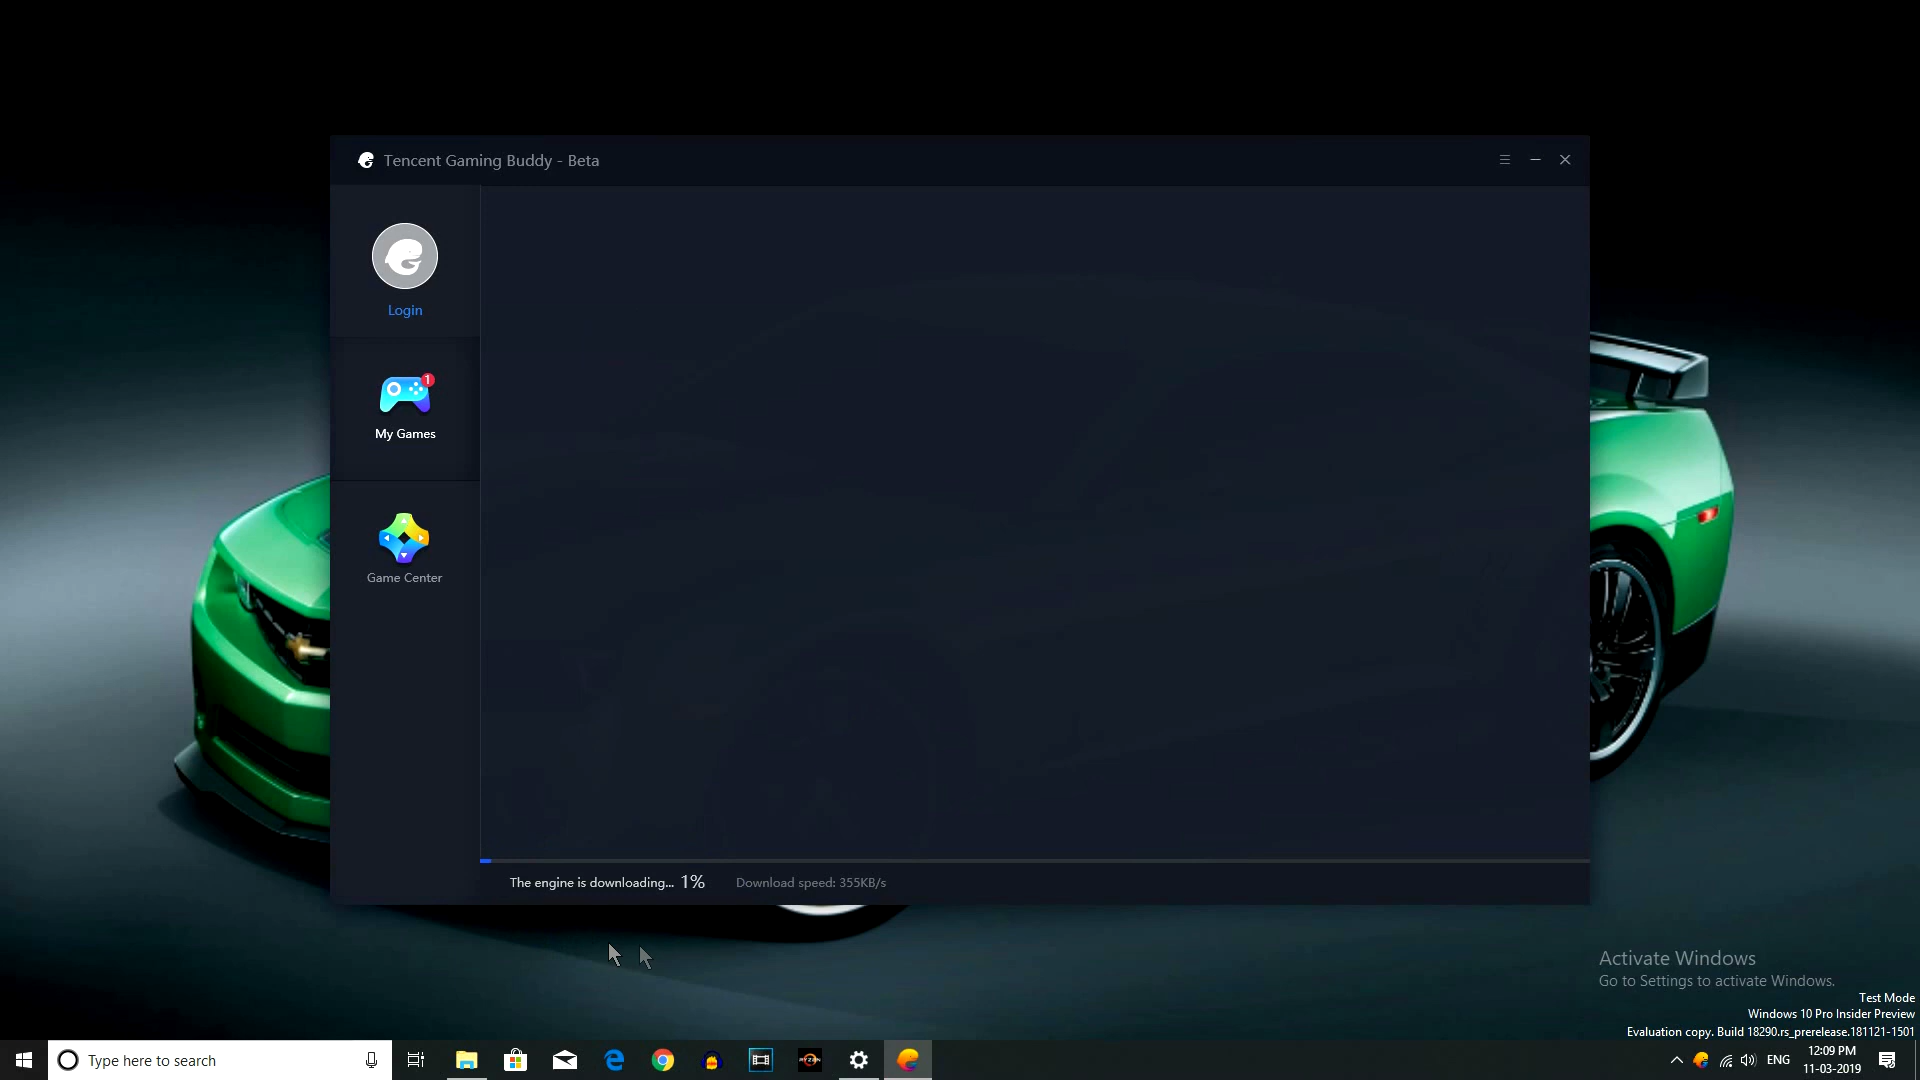 Tencent Gaming Buddy - Beta
Login
1
My Games
Game Center
The engine is downloading... 1% Download speed: 355KB/s
Activate Windows
Go to Settings to activate Windows.
Test Mode
Windows 10 Pro Insider Preview
Evaluation copy. Build 18290.rs_prerelease.181121-1501
Type here to search
RYZEN
ENG
12:09 PM
11-03-2019